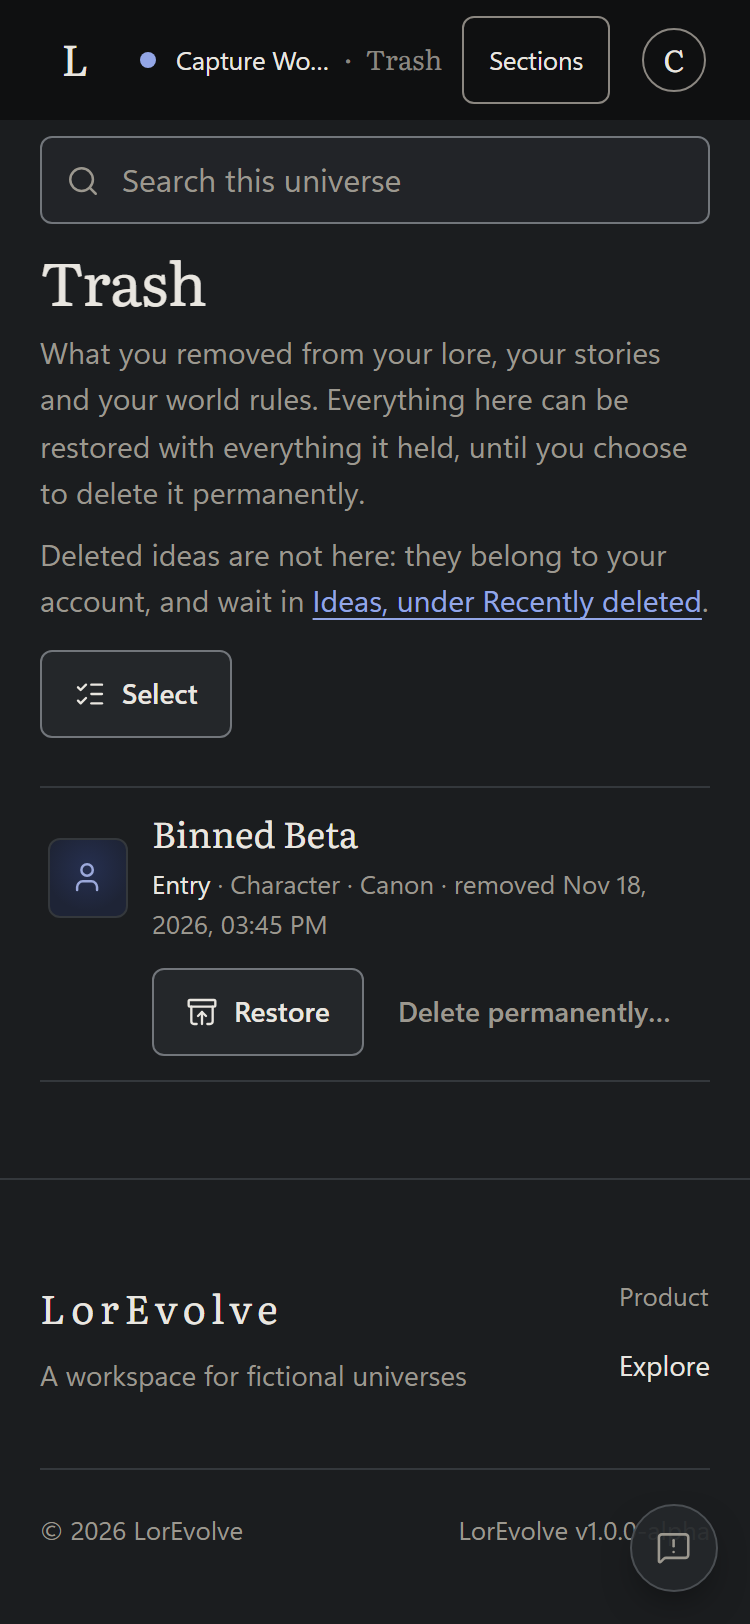 L
Capture Wo... · Trash
Sections
C
Search this universe
Trash
What you removed from your lore, your stories
and your world rules. Everything here can be
restored with everything it held, until you choose
to delete it permanently.
Deleted ideas are not here: they belong to your
account, and wait in Ideas, under Recently deleted.
Select
Binned Beta
Entry · Character · Canon · removed Nov 18,
2026, 03:45 PM
Restore
Delete permanently...
LorEvolve
A workspace for fictional universes
Product
Explore
© 2026 LorEvolve
LorEvolve v1.0.0-alpha